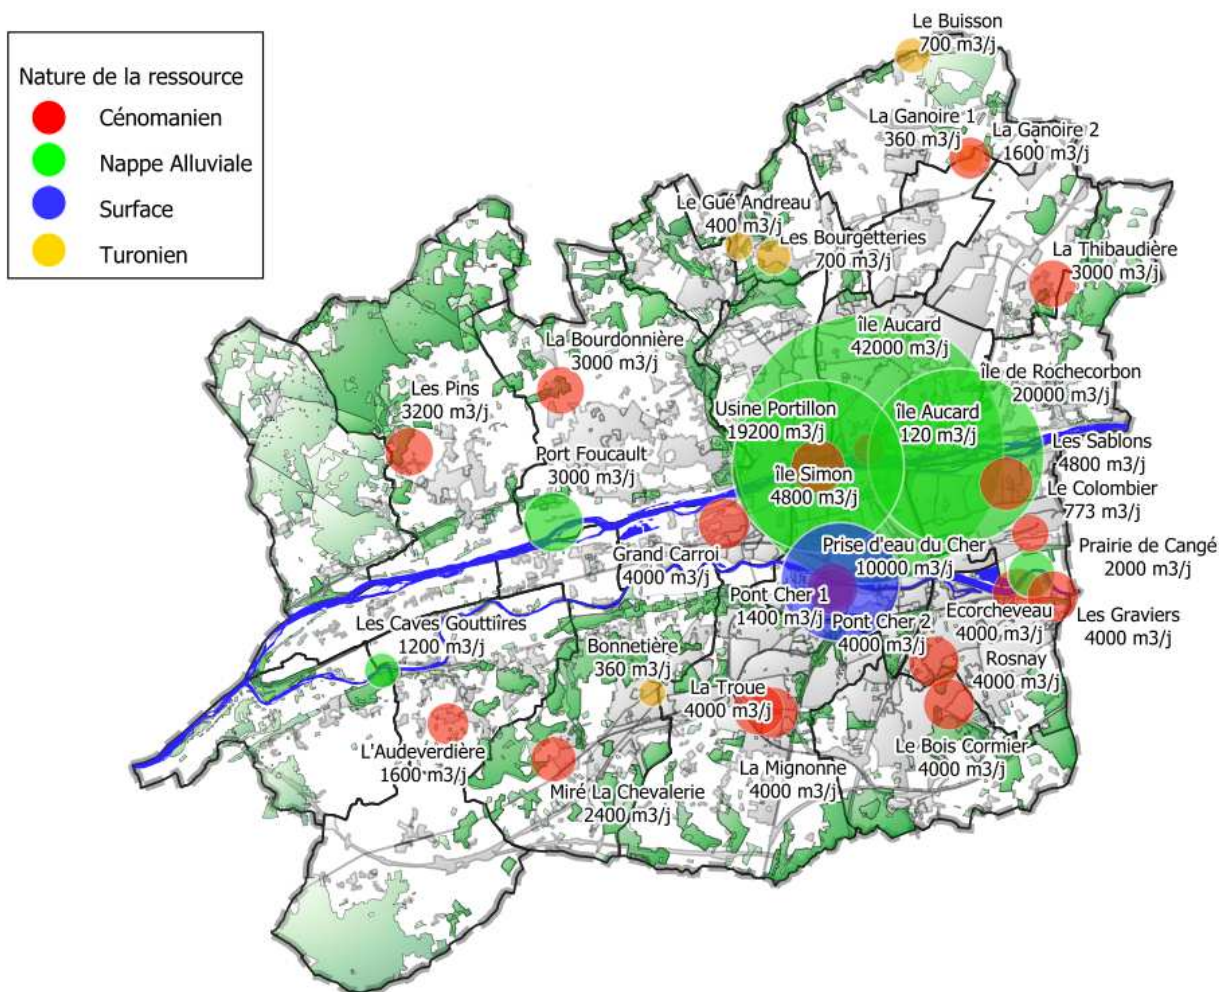 Nature de la ressource
Cénomanien
Nappe Alluviale
Surface
Turonien
Le Buisson
700 m3/j
La Ganoire 1
360 m3/j
La Ganoire 2
1600 m3/j
Le Gué Andreau
400 m3/j
Les Bourgetteries
700 m3/j
La Thibaudière
3000 m3/j
île Aucard
42000 m3/j
La Bourdonnière
3000 m3/j
Les Pins
3200 m3/j
île de Rochecorbon
20000 m3/j
Usine Portillon
19200 m3/j
île Aucard
120 m3/j
Les Sablons
4800 m3/j
Port Foucault
3000 m3/j
île Simon
4800 m3/j
Le Colombier
773 m3/j
Grand Carroi
4000 m3/j
Prise d'eau du Cher
10000 m3/j
Prairie de Cangé
2000 m3/j
Pont Cher 1
1400 m3/j
Pont Cher 2
4000 m3/j
Ecorcheveau
4000 m3/j
Les Graviers
4000 m3/j
Les Caves Gouttîres
1200 m3/j
Bonnetière
360 m3/j
Rosnay
4000 m3/j
La Troue
4000 m3/j
L'Audeverdière
1600 m3/j
Le Bois Cormier
4000 m3/j
La Mignonne
4000 m3/j
Miré La Chevalerie
2400 m3/j